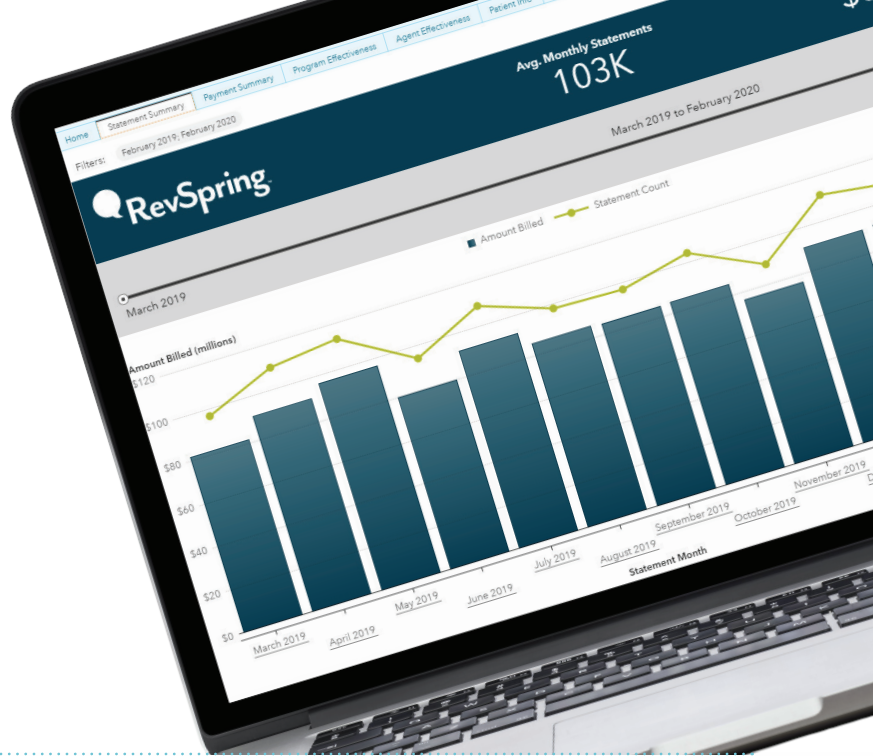 Home
Statement Summary
Payment Summary
Program Effectiveness
Agent Effectiveness
Patient
Filters:
February 2019; February 2020
Avg. Monthly Statements
103K
RevSpring
March 2019 to February 2020
March 2019
Amount Billed
Statement Count
Amount Billed (millions)
$120
$100
$80
$60
$40
$20
$0
March 2019
April 2019
May 2019
June 2019
July 2019
August 2019
September 2019
October 2019
November 2019
Statement Month